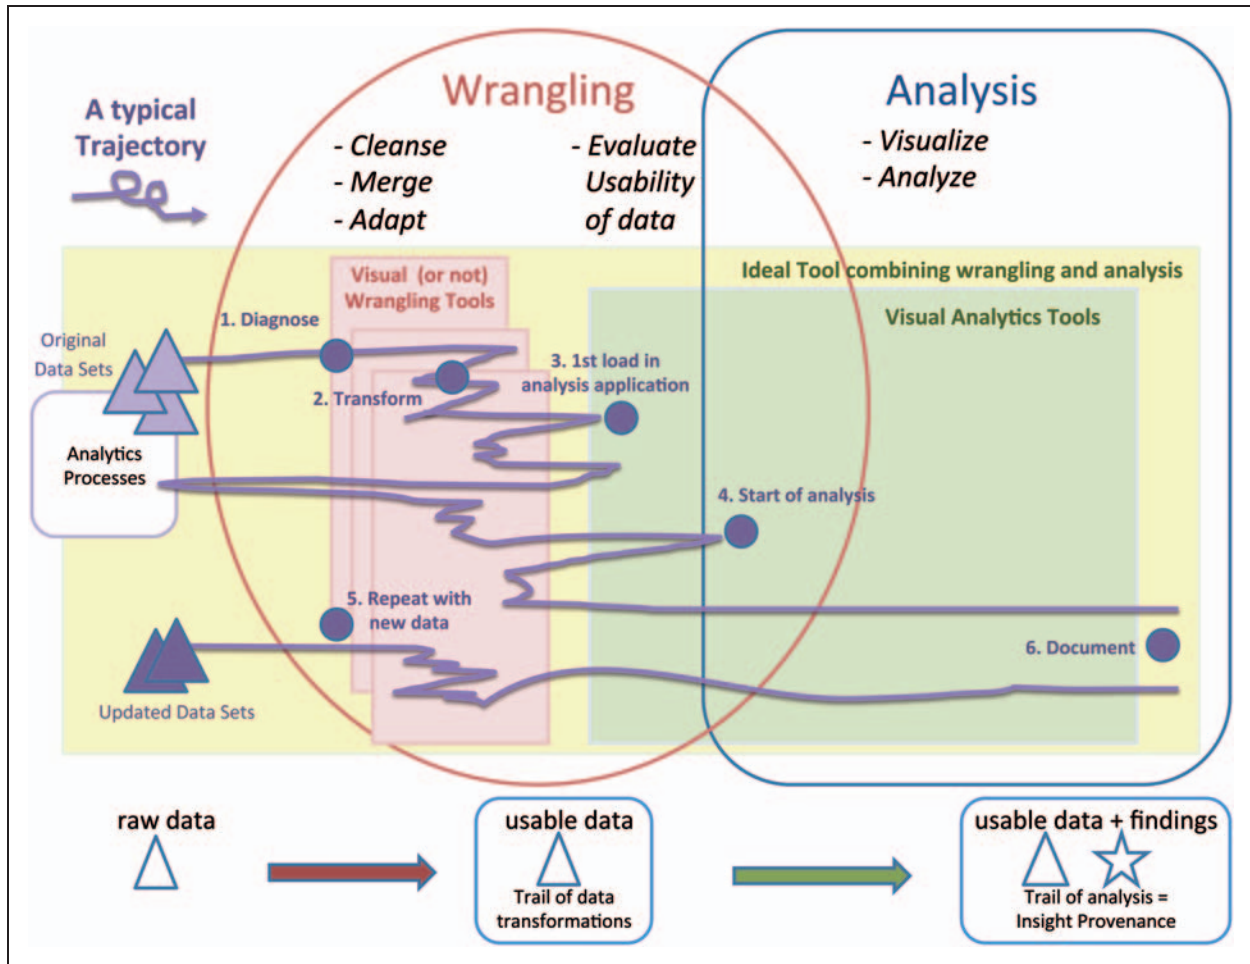 Wrangling
Analysis
A typical
Trajectory
- Cleanse
- Merge
- Adapt
- Evaluate
Usability
of data
- Visualize
- Analyze
Visual (or not)
Wrangling Tools
Ideal Tool combining wrangling and analysis
Visual Analytics Tools
Original
Data Sets
1. Diagnose
2. Transform
3. 1st load in
analysis application
Analytics
Processes
4. Start of analysis
5. Repeat with
new data
6. Document
Updated Data Sets
raw data
usable data
Trail of data
transformations
usable data + findings
Trail of analysis =
Insight Provenance